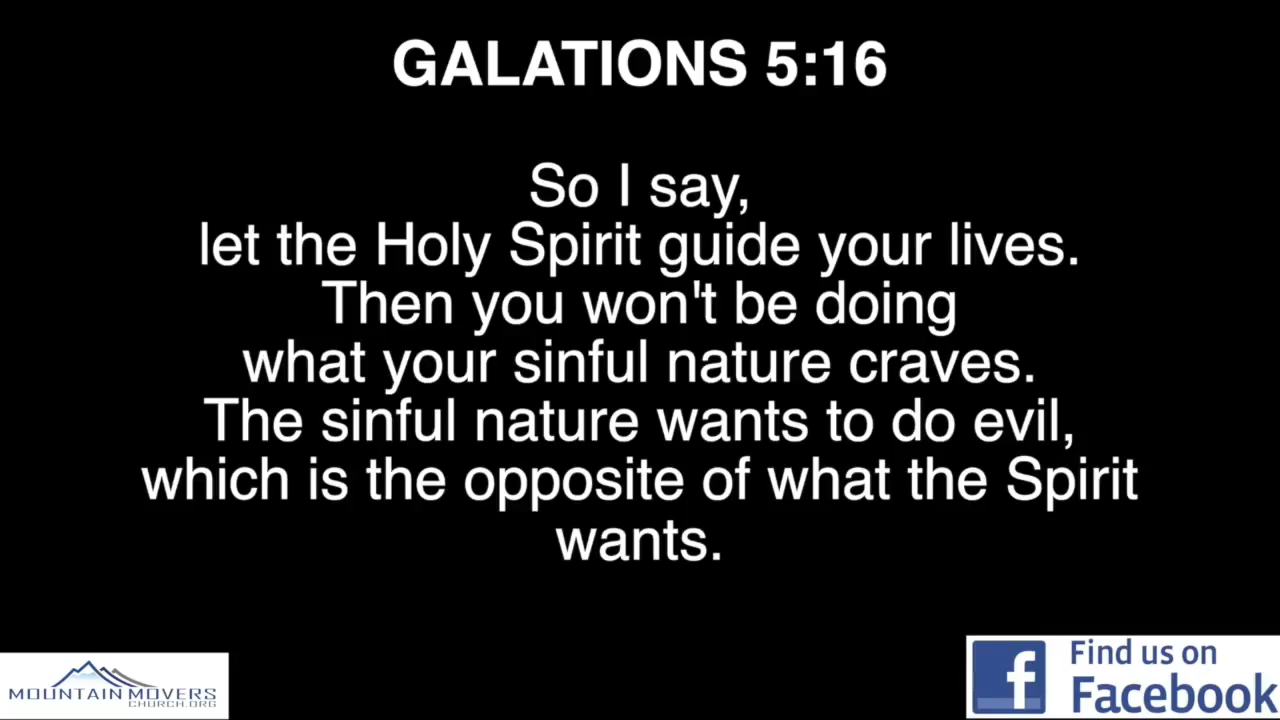 GALATIONS 5:16
So I say,
let the Holy Spirit guide your lives.
Then you won't be doing
what your sinful nature craves.
The sinful nature wants to do evil,
which is the opposite of what the Spirit
wants.
MOUNTAIN MOVERS
CHURCH.ORG
f
Find us on
Facebook